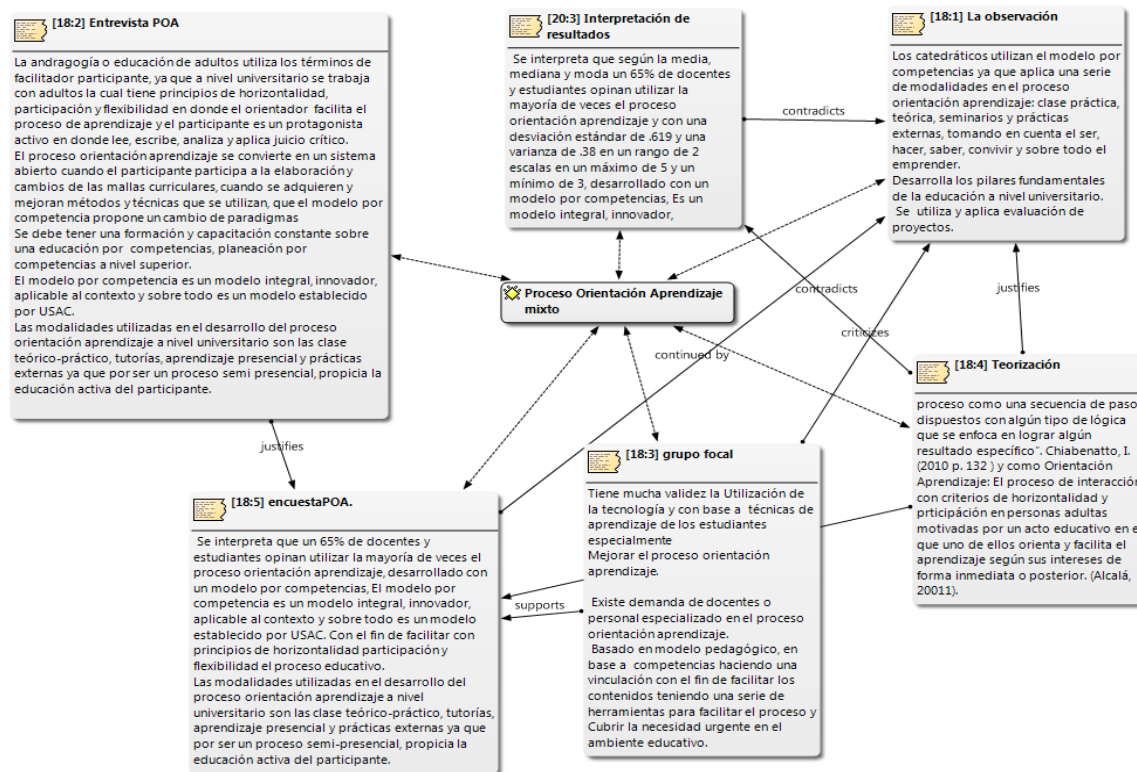 [18:2] Entrevista POA
La andragogía o educación de adultos utiliza los términos de
facilitador participante, ya que a nivel universitario se trabaja
con adultos la cual tiene principios de horizontalidad,
participación y flexibilidad en donde el orientador facilita el
proceso de aprendizaje y el participante es un protagonista
activo en donde lee, escribe, analiza y aplica juicio crítico.
El proceso orientación aprendizaje se convierte en un sistema
abierto cuando el participante participa a la elaboración y
cambios de las mallas curriculares, cuando se adquieren y
mejoran métodos y técnicas que se utilizan, que el modelo por
competencia propone un cambio de paradigmas
Se debe tener una formación y capacitación constante sobre
una educación por competencias, planeación por
competencias a nivel superior.
El modelo por competencia es un modelo integral, innovador,
aplicable al contexto y sobre todo es un modelo establecido
por USAC.
Las modalidades utilizadas en el desarrollo del proceso
orientación aprendizaje a nivel universitario son las clase
teórico-práctico, tutorías, aprendizaje presencial y prácticas
externas ya que por ser un proceso semi presencial, propicia la
educación activa del participante.
[20:3] Interpretación de
resultados
Se interpreta que según la media,
mediana y moda un 65% de docentes
y estudiantes opinan utilizar la
mayoría de veces el proceso
orientación aprendizaje y con una
desviación estándar de .619 y una
varianza de .38 en un rango de 2
escalas en un máximo de 5 y un
mínimo de 3, desarrollado con un
modelo por competencias, Es un
modelo integral, innovador,
contradicts
[18:1] La observación
Los catedráticos utilizan el modelo por
competencias ya que aplica una serie
de modalidades en el proceso
orientación aprendizaje: clase práctica,
teórica, seminarios y prácticas
externas, tomando en cuenta el ser,
hacer, saber, convivir y sobre todo el
emprender.
Desarrolla los pilares fundamentales
de la educación a nivel universitario.
Se utiliza y aplica evaluación de
proyectos.
Proceso Orientación Aprendizaje
mixto
contradicts
justifies
criticizes
continued by
justifies
[18:4] Teorización
proceso como una secuencia de paso
dispuestos con algún tipo de lógica
que se enfoca en lograr algún
resultado específico". Chiabenatto, I.
(2010 p. 132 ) y como Orientación
Aprendizaje: El proceso de interacción
con criterios de horizontalidad y
prticipáción en personas adultas
motivadas por un acto educativo en e
que uno de ellos orienta y facilita el
aprendizaje según sus intereses de
forma inmediata o posterior. (Alcalá,
20011).
[18:5] encuestaPOA.
Se interpreta que un 65% de docentes y
estudiantes opinan utilizar la mayoría de veces el
proceso orientación aprendizaje, desarrollado con
un modelo por competencias, El modelo por
competencia es un modelo integral, innovador,
aplicable al contexto y sobre todo es un modelo
establecido por USAC. Con el fin de facilitar con
principios de horizontalidad participación y
flexibilidad el proceso educativo.
Las modalidades utilizadas en el desarrollo del
proceso orientación aprendizaje a nivel
universitario son las clase teórico-práctico, tutorías,
aprendizaje presencial y prácticas externas ya que
por ser un proceso semi-presencial, propicia la
educación activa del participante.
supports
[18:3] grupo focal
Tiene mucha validez la Utilización de
la tecnología y con base a técnicas de
aprendizaje de los estudiantes
especialmente
Mejorar el proceso orientación
aprendizaje.
Existe demanda de docentes o
personal especializado en el proceso
orientación aprendizaje.
Basado en modelo pedagógico, en
base a competencias haciendo una
vinculación con el fin de facilitar los
contenidos teniendo una serie de
herramientas para facilitar el proceso y
Cubrir la necesidad urgente en el
ambiente educativo.